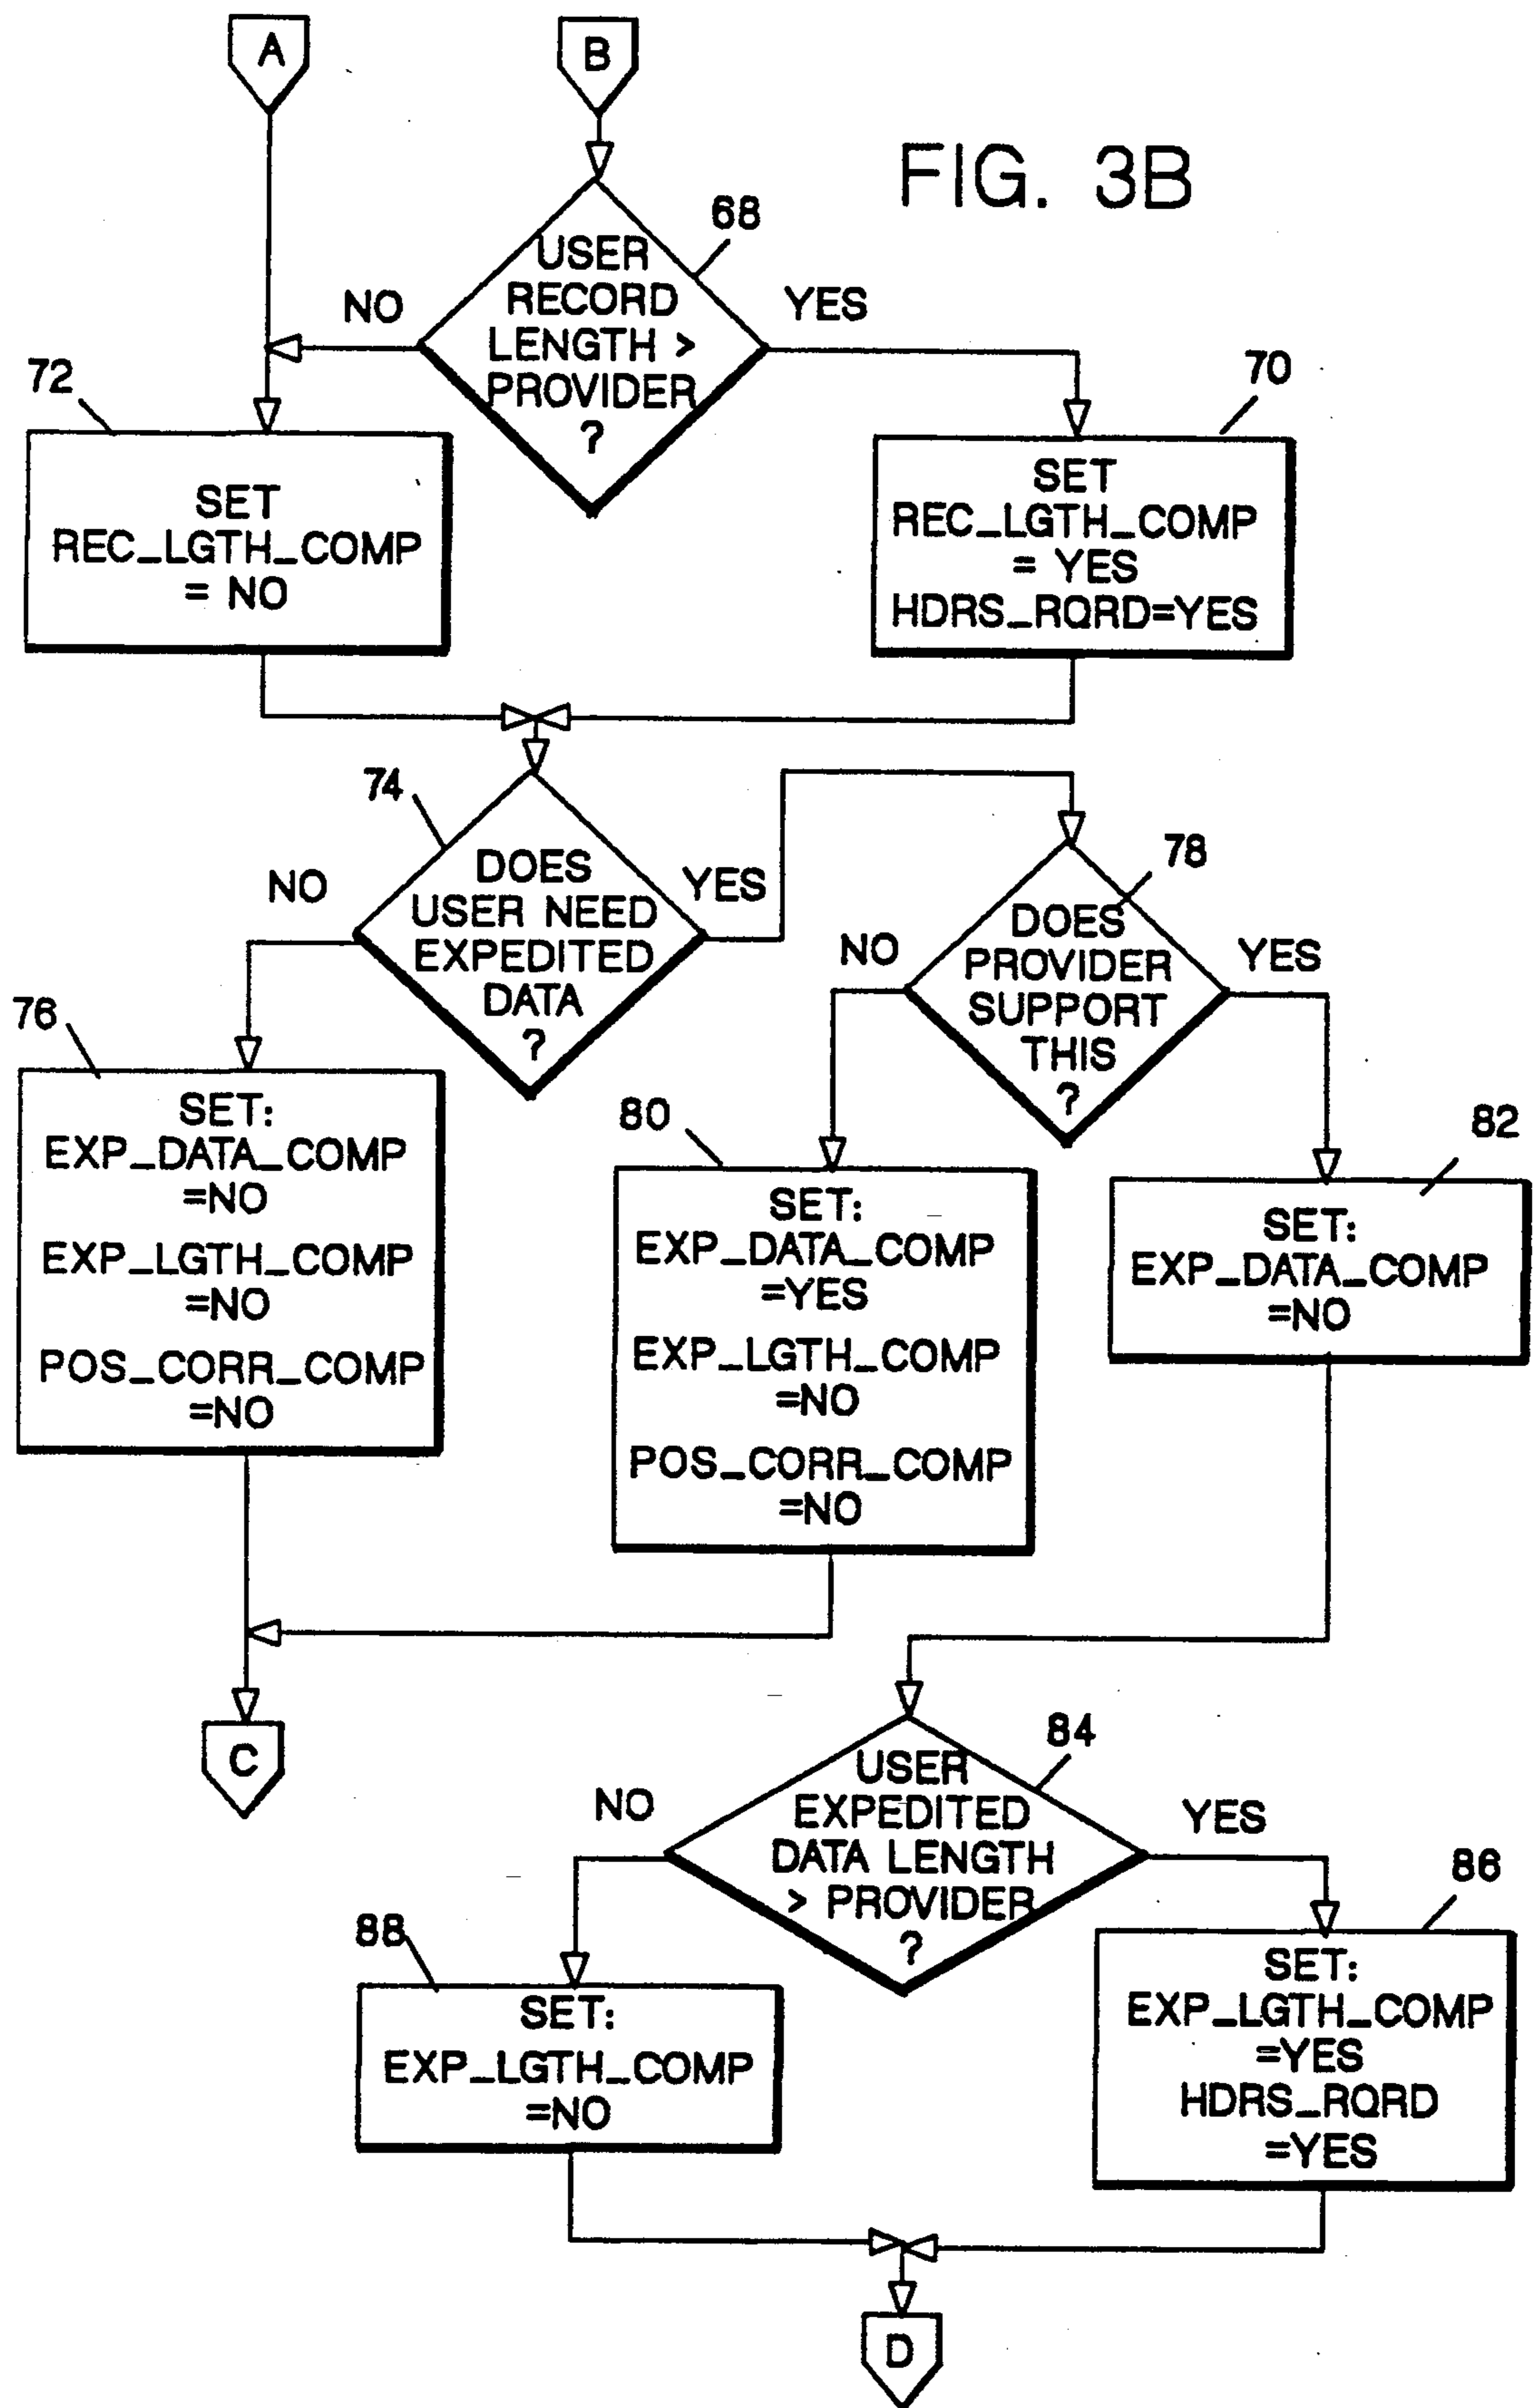 A
B
FIG. 3B
68
USER
RECORD
LENGTH >
PROVIDER
?
NO
YES
72
SET
REC_LGTH_COMP
= NO
70
SET
REC_LGTH_COMP
= YES
HDRS_RQRD=YES
74
DOES
USER NEED
EXPEDITED
DATA
?
NO
YES
78
DOES
PROVIDER
SUPPORT
THIS
?
NO
YES
76
SET:
EXP_DATA_COMP
=NO
EXP_LGTH_COMP
=NO
POS_CORR_COMP
=NO
80
SET:
EXP_DATA_COMP
=YES
EXP_LGTH_COMP
=NO
POS_CORR_COMP
=NO
82
SET:
EXP_DATA_COMP
=NO
C
84
USER
EXPEDITED
DATA LENGTH
> PROVIDER
?
NO
YES
88
SET:
EXP_LGTH_COMP
=NO
86
SET:
EXP_LGTH_COMP
=YES
HDRS_RQRD
=YES
D